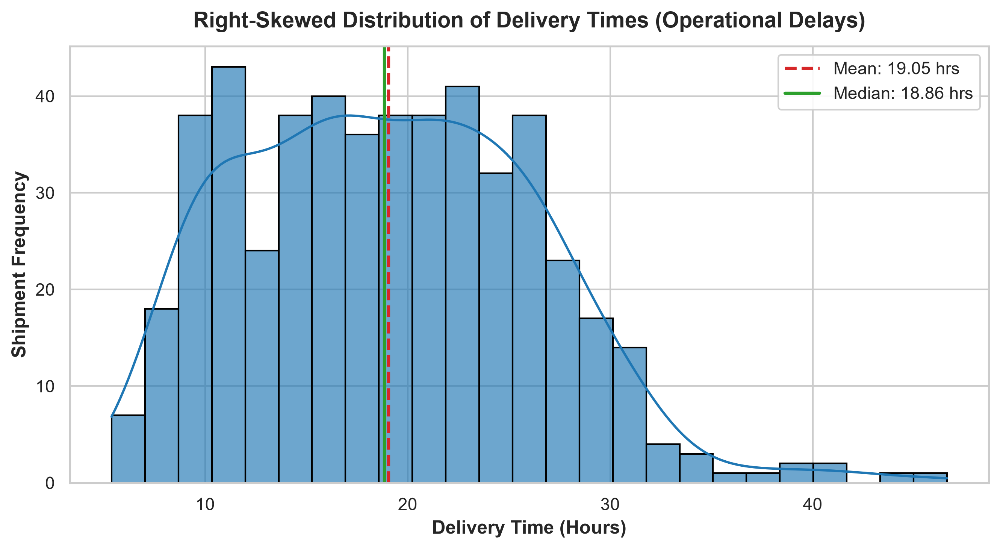 Right-Skewed Distribution of Delivery Times (Operational Delays)
Mean: 19.05 hrs
Median: 18.86 hrs
Shipment Frequency
40
30
20
10
0
10 20 30 40
Delivery Time (Hours)